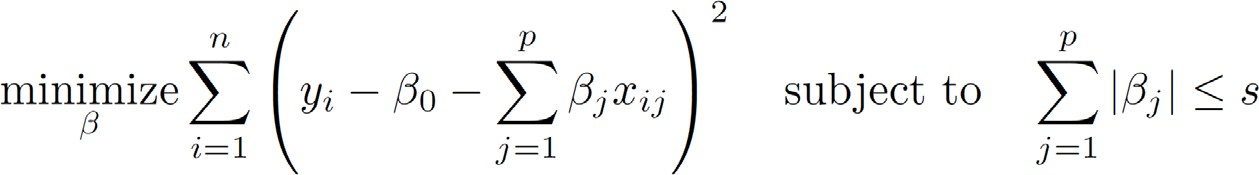 minimize_β ∑_{i=1}^{n} ( y_i − β_0 − ∑_{j=1}^{p} β_j x_{ij} )^2 subject to ∑_{j=1}^{p} |β_j| ≤ s